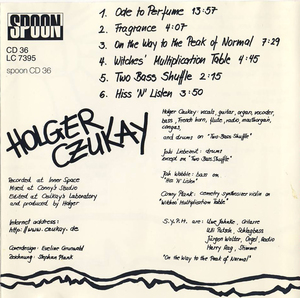 SPOON
CD 36
LC 7395
spoon CD 36
1. Ode to Perfume 13:57
2. Fragrance 4:07
3. On the Way to the Peak of Normal 7:29
4. Witches' Multiplication Table 4:45
5. Two Bass Shuffle 2:15
6. Hiss 'N' Listen 3:50
HOLGER
CZUKAY
Holger Czukay: vocals, guitar, organ, vocoder,
bass, French horn, flute, radio, marlboragin,
congas,
and drums on "Two Bass Shuffle"
Jaki Liebezeit: drums
except on "Two Bass Shuffle"
Jah Wobble: bass on
"Hiss 'N' Listen"
Conny Plank: synthesizer violin on
"Witches' Multiplication Table"
S.Y.P.H. are: Uwe Jahnke, Gitarre
Ulli Putsch, Schlagbass
Jürgen Wolter, Orgel, Radio
Harry Rag, Stimme
"On the Way to the Peak of Normal"
Recorded at Inner Space
Mixed at Conny's Studio
Edited at Czukay's Laboratory
and produced by Holger
Internet address:
http://www.czukay.de
Coverdesign: Eveline Grunwald
Zeichnung: Stephan Plank